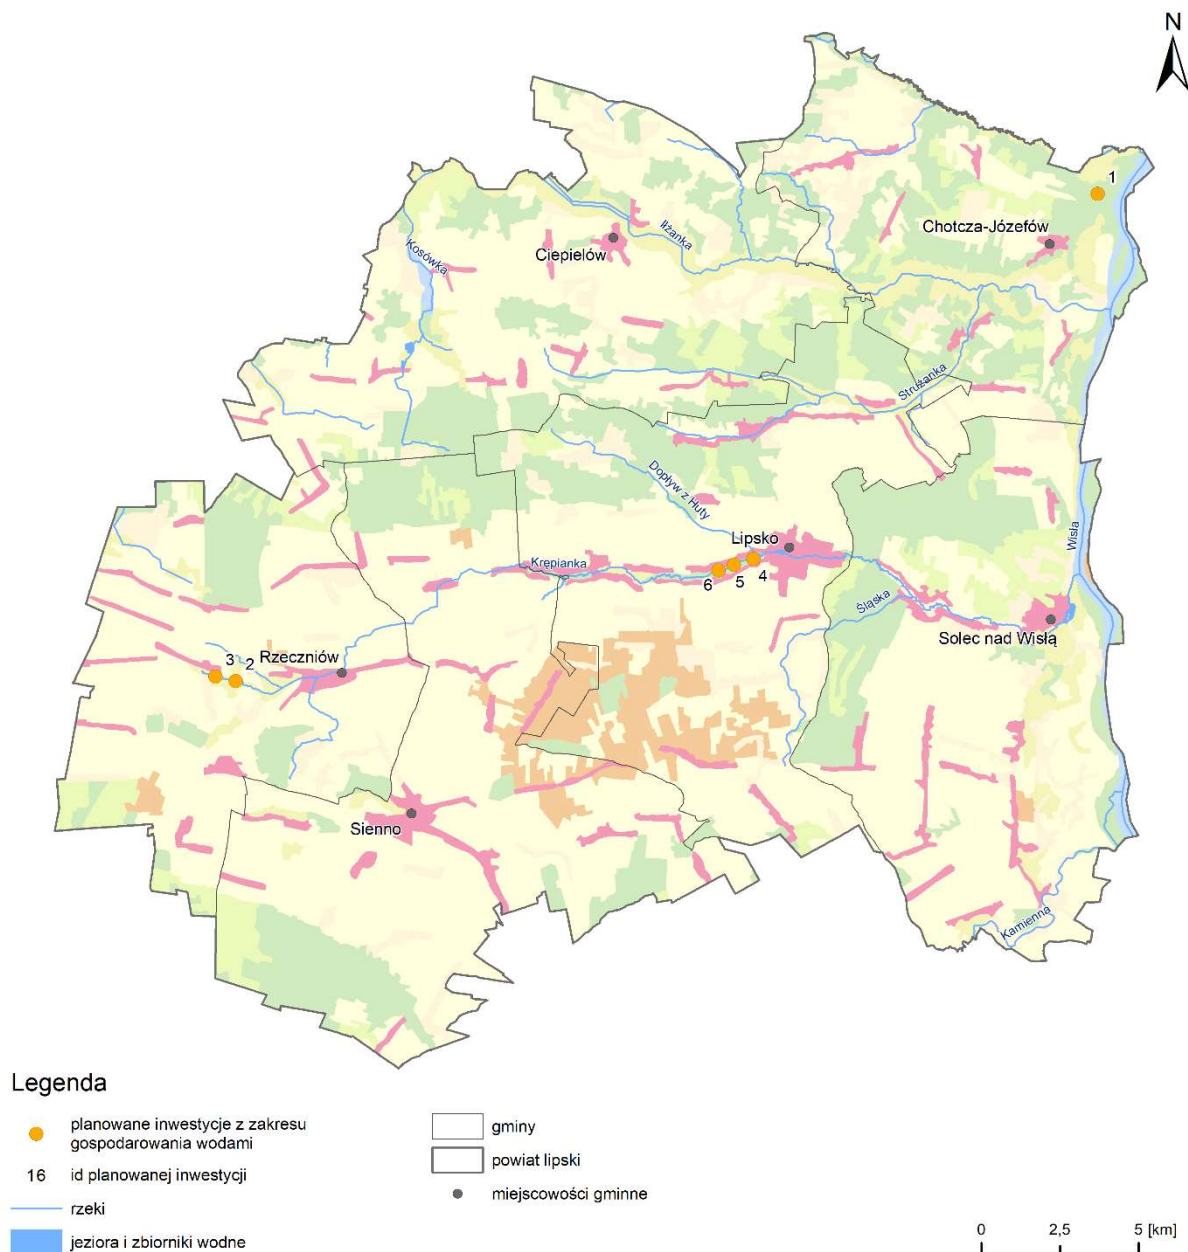 N
1
Chotcza-Józefów
Iłżanka
Ciepielów
Kosówka
Strużanka
Dopływ z Huty
Wisła
Lipsko
Krępianka
6
5
4
Śląska
Solec nad Wisłą
3
2
Rzeczniów
Sienno
Kamienna
Legenda
planowane inwestycje z zakresu
gospodarowania wodami
16 id planowanej inwestycji
rzeki
jeziora i zbiorniki wodne
gminy
powiat lipski
miejscowości gminne
0 2,5 5 [km]